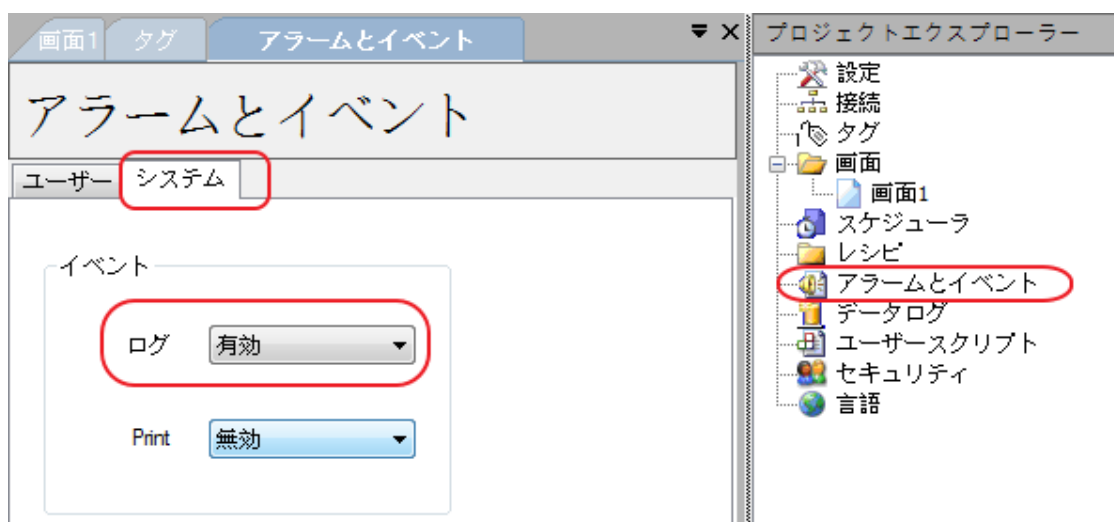 画面1 タグ アラームとイベント
アラームとイベント
ユーザー システム
イベント
ログ 有効
Print 無効
プロジェクトエクスプローラー
設定
接続
タグ
画面
画面1
スケジューラ
レシピ
アラームとイベント
データログ
ユーザースクリプト
セキュリティ
言語